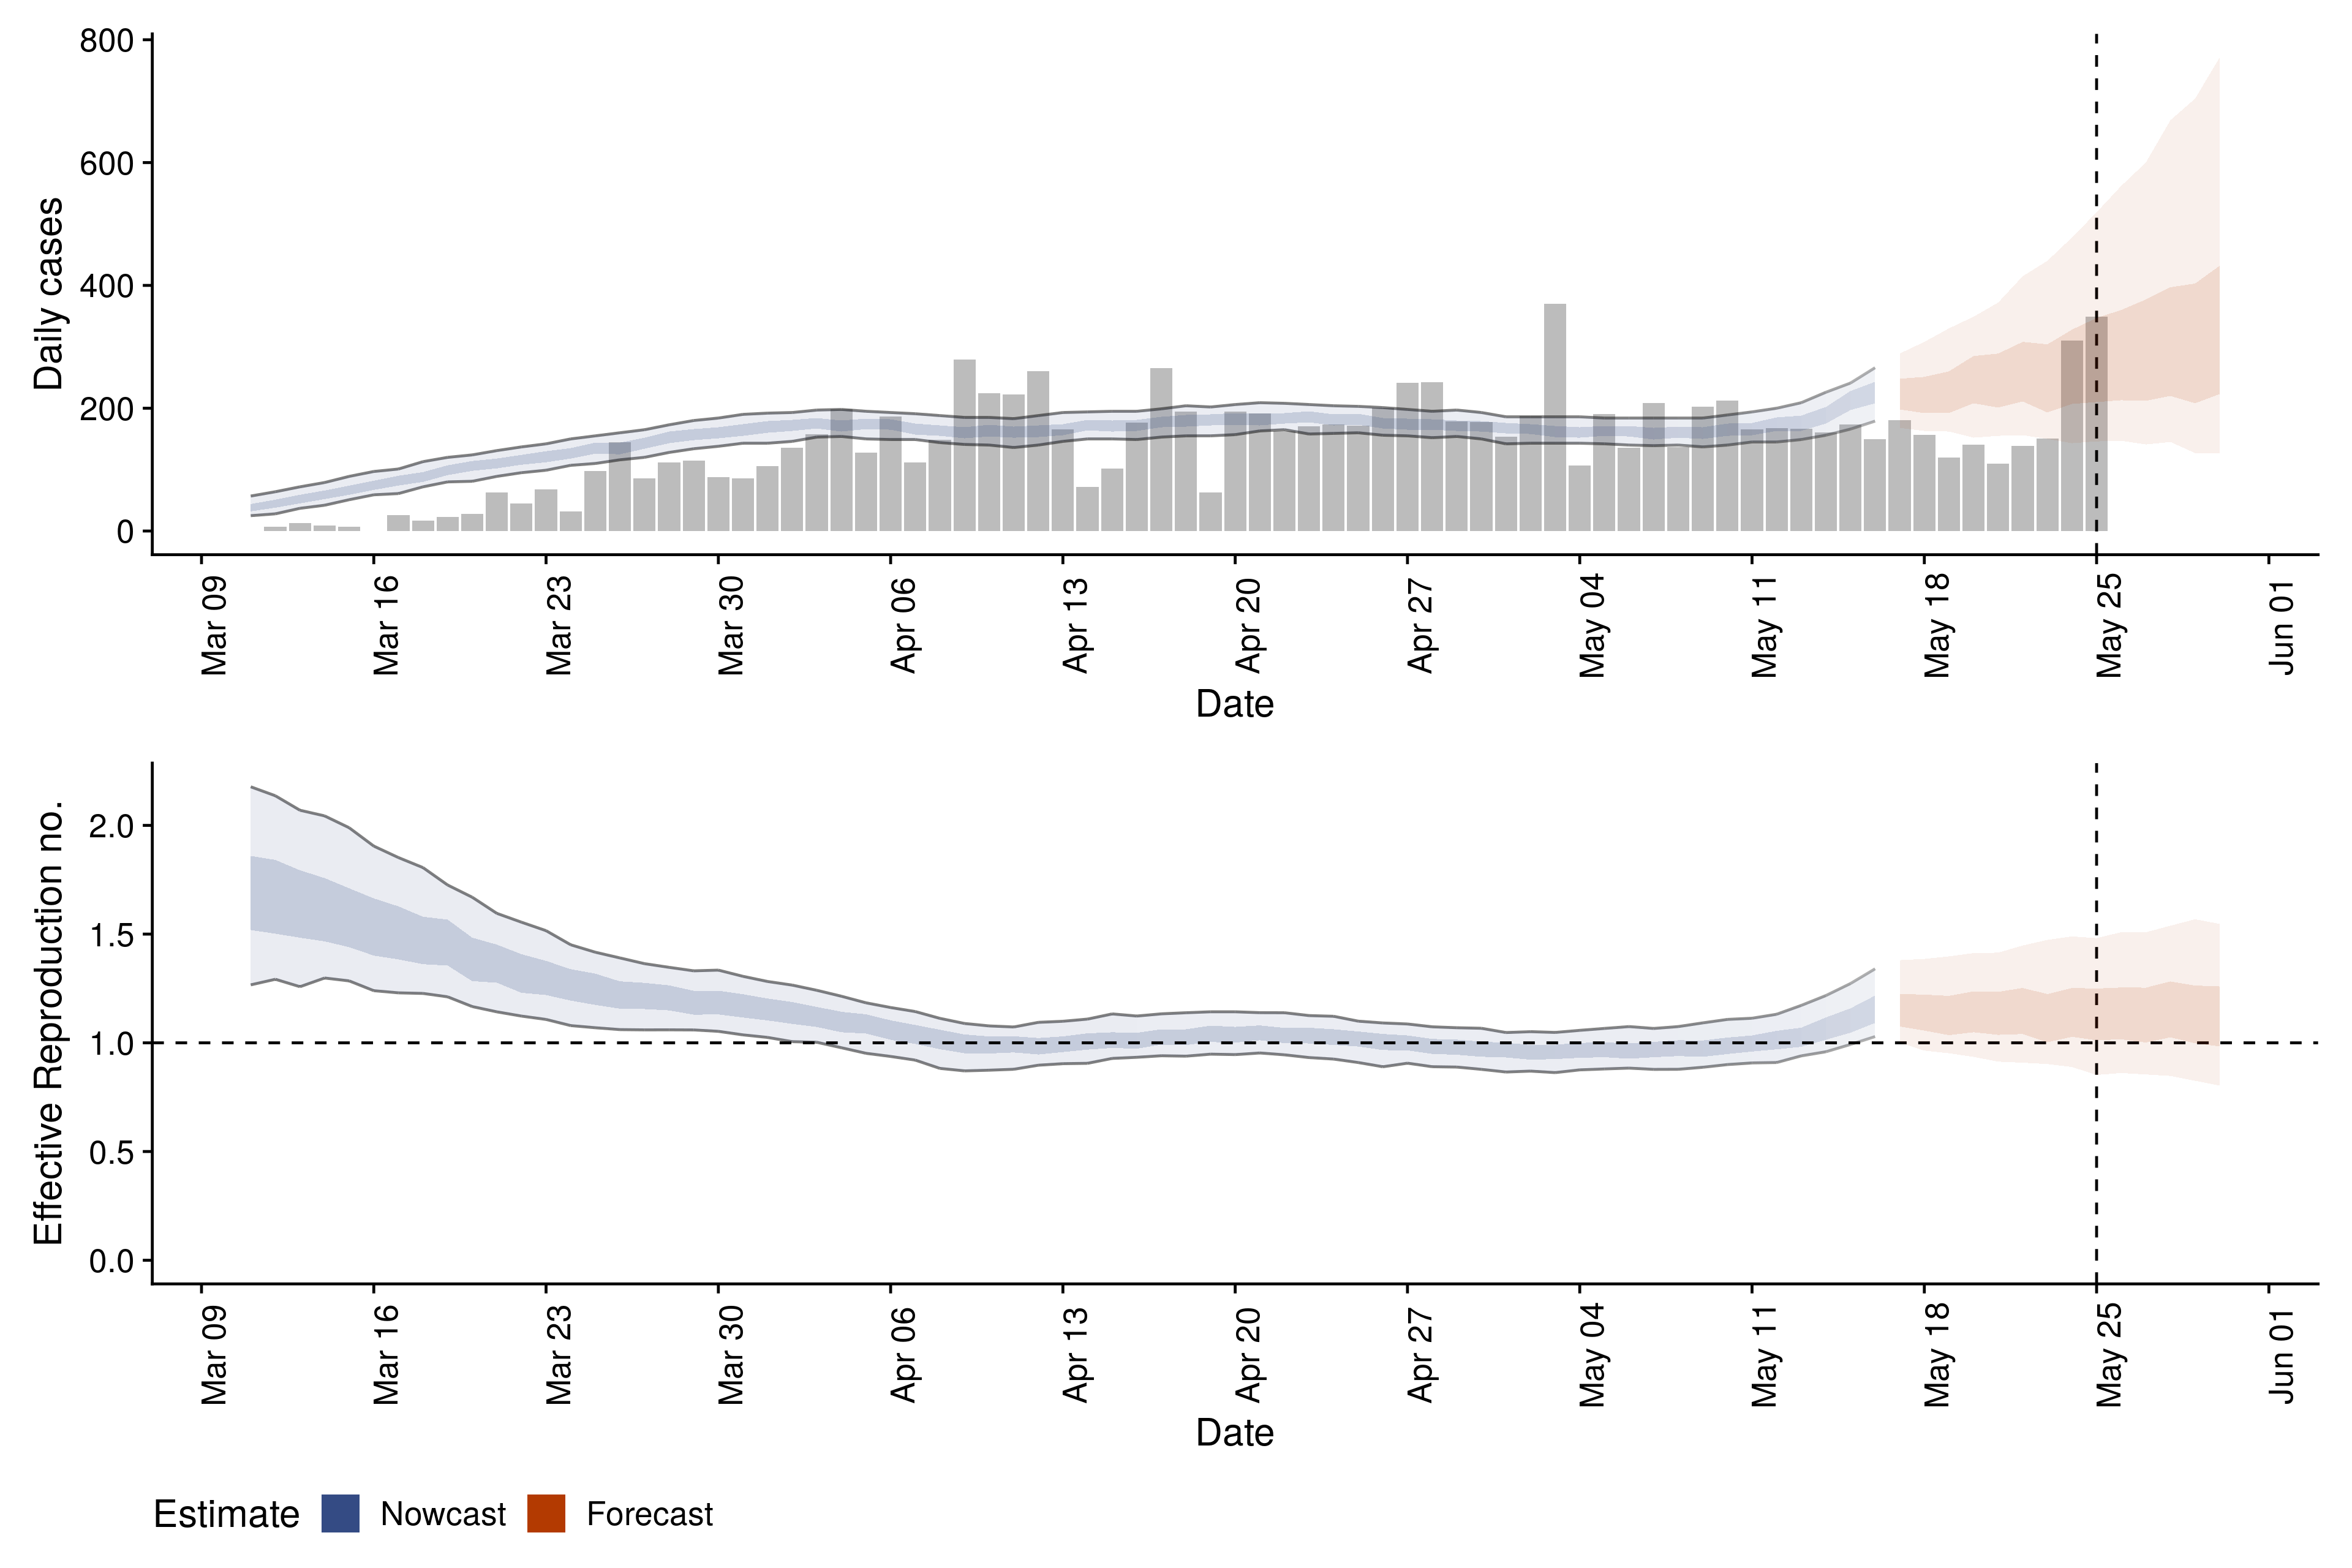 Daily cases
800
600
400
200
0
Mar 09
Mar 16
Mar 23
Mar 30
Apr 06
Apr 13
Apr 20
Apr 27
May 04
May 11
May 18
May 25
Jun 01
Date
Effective Reproduction no.
2.0
1.5
1.0
0.5
0.0
Mar 09
Mar 16
Mar 23
Mar 30
Apr 06
Apr 13
Apr 20
Apr 27
May 04
May 11
May 18
May 25
Jun 01
Date
Estimate Nowcast Forecast